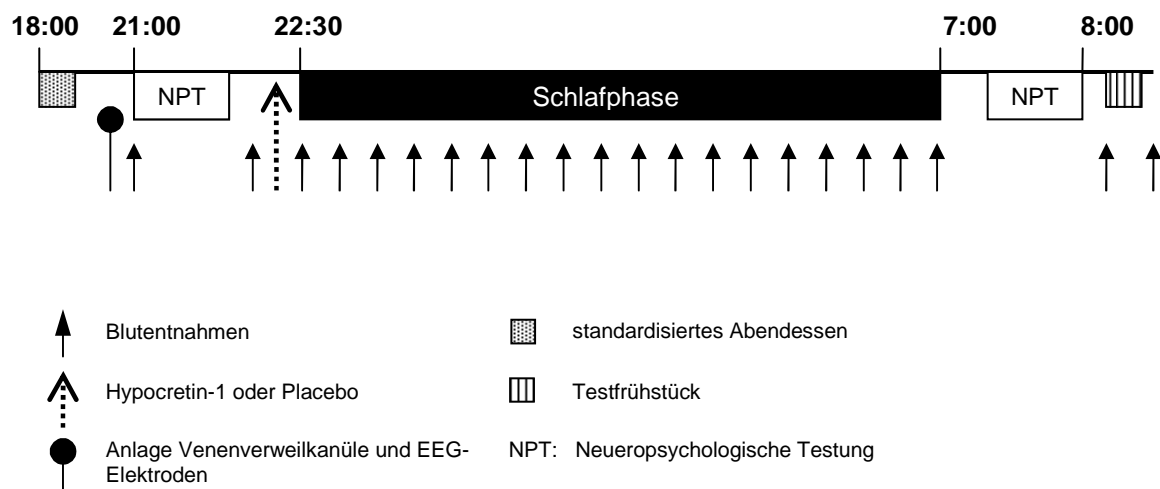 18:00 21:00 22:30 7:00 8:00
NPT Schlafphase NPT
Blutentnahmen
standardisiertes Abendessen
Hypocretin-1 oder Placebo
Testfrühstück
Anlage Venenverweilkanüle und EEG-
Elektroden
NPT: Neueropsychologische Testung